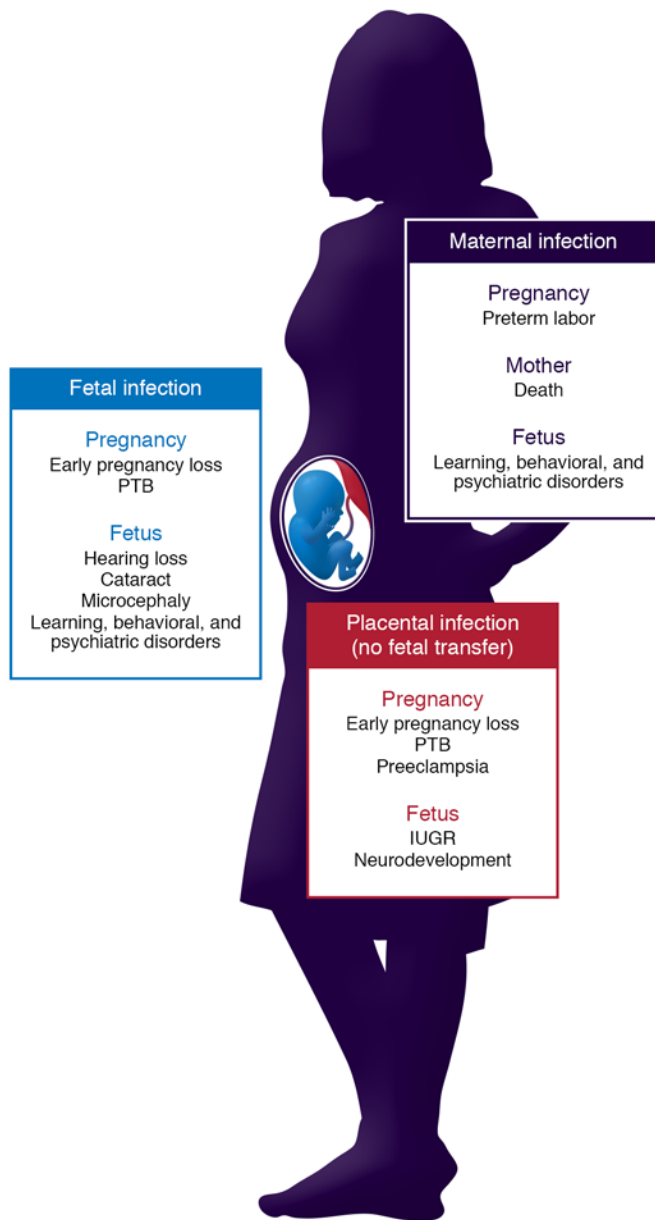 Maternal infection
Pregnancy
Preterm labor
Mother
Death
Fetus
Learning, behavioral, and
psychiatric disorders
Fetal infection
Pregnancy
Early pregnancy loss
PTB
Fetus
Hearing loss
Cataract
Microcephaly
Learning, behavioral, and
psychiatric disorders
Placental infection
(no fetal transfer)
Pregnancy
Early pregnancy loss
PTB
Preeclampsia
Fetus
IUGR
Neurodevelopment